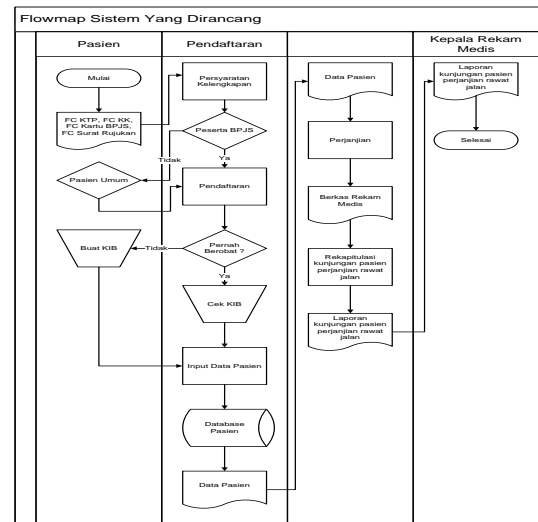 Flowmap Sistem Yang Dirancang
Pasien
Pendaftaran
Kepala Rekam
Medis
Mulai
FC KTP, FC KK,
FC Kartu BPJS,
FC Surat Rujukan
Pasien Umum
Buat KIB
Persyaratan
Kelengkapan
Peserta BPJS
Tidak
Ya
Pendaftaran
Pernah
Berobat ?
Tidak
Ya
Cek KIB
Input Data Pasien
Database
Pasien
Data Pasien
Data Pasien
Perjanjian
Berkas Rekam
Medis
Rekapitulasi
kunjungan pasien
perjanjian rawat
jalan
Laporan
kunjungan pasien
perjanjian rawat
jalan
Laporan
kunjungan pasien
perjanjian rawat
jalan
Selesai